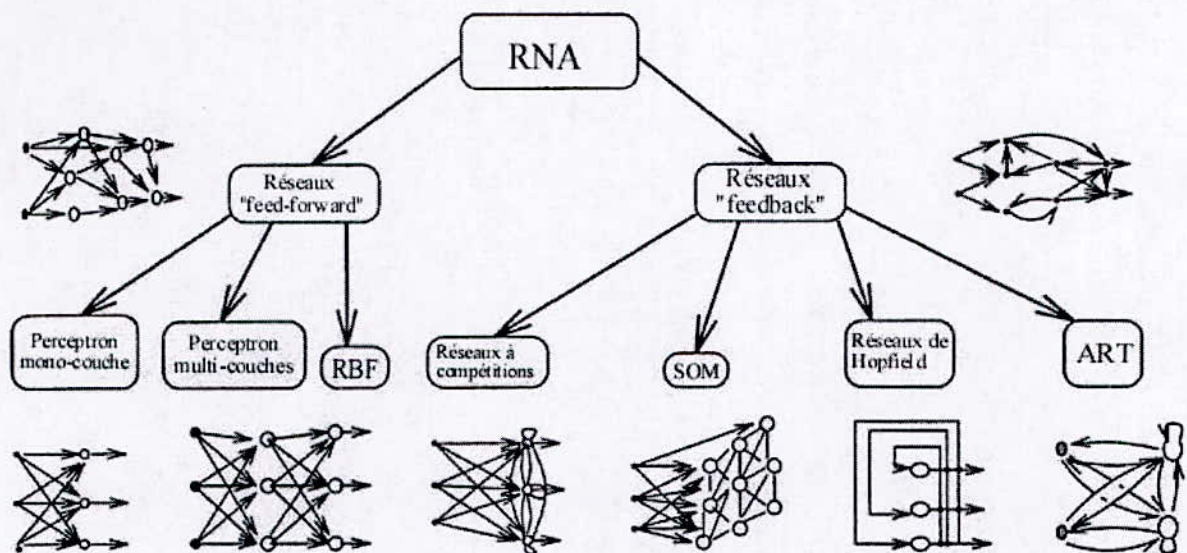 RNA
Réseaux
"feed-forward"
Réseaux
"feedback"
Perceptron
mono-couche
Perceptron
multi-couches
RBF
Réseaux à
compétitions
SOM
Réseaux de
Hopfield
ART